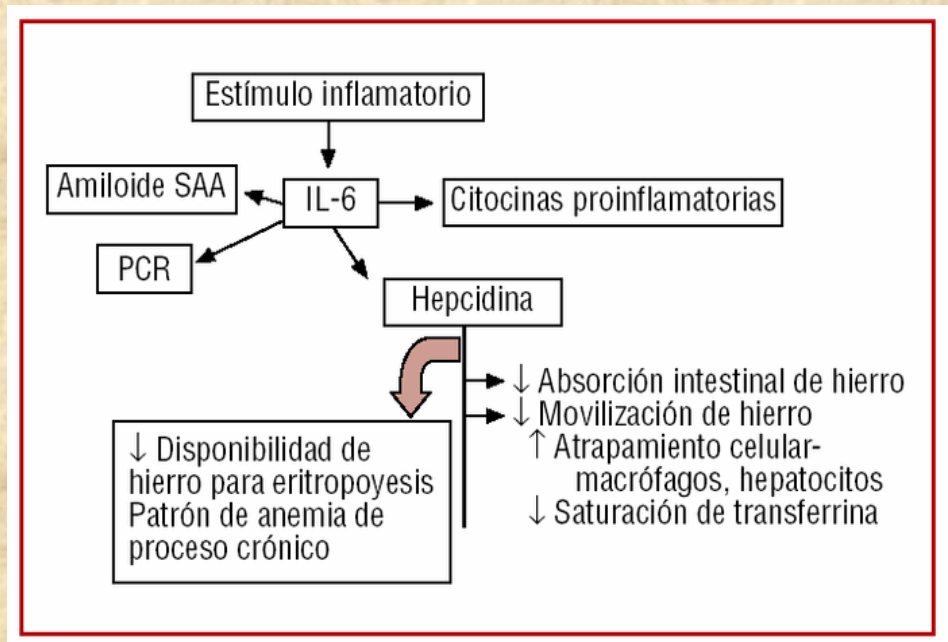 Estímulo inflamatorio
Amiloide SAA
IL-6
Citocinas proinflamatorias
PCR
Hepcidina
↓ Absorción intestinal de hierro
↓ Movilización de hierro
↑ Atrapamiento celular-
macrófagos, hepatocitos
↓ Saturación de transferrina
↓ Disponibilidad de
hierro para eritropoyesis
Patrón de anemia de
proceso crónico